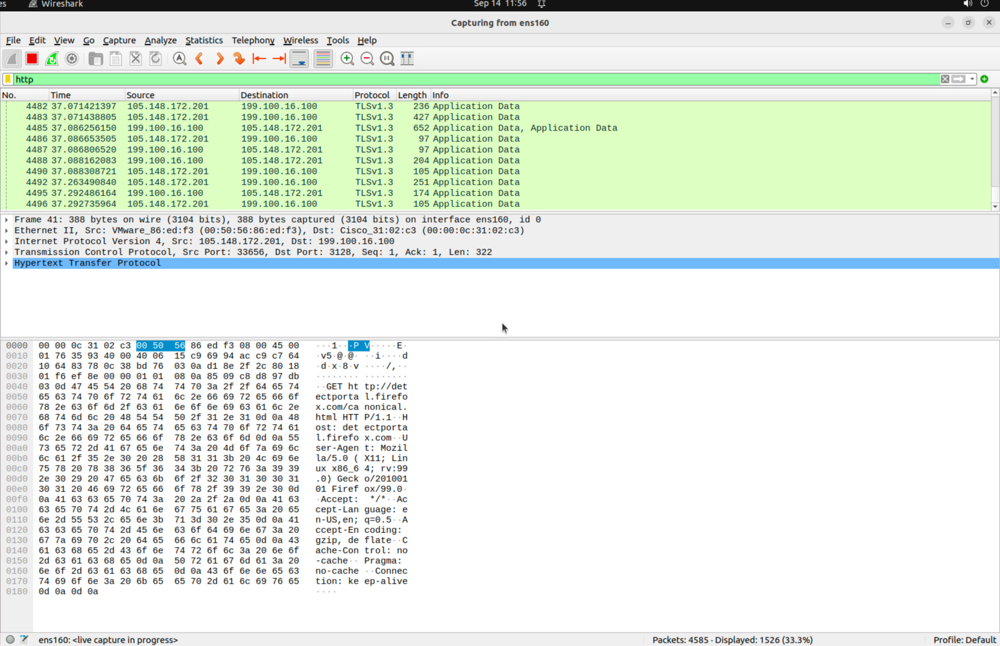 es Wireshark Sep 14 11:56
Capturing from ens160
File Edit View Go Capture Analyze Statistics Telephony Wireless Tools Help
http
No. Time Source Destination Protocol Length Info
4482 37.071421397 105.148.172.201 199.100.16.100 TLSv1.3 236 Application Data
4483 37.071438805 105.148.172.201 199.100.16.100 TLSv1.3 427 Application Data
4485 37.086256150 199.100.16.100 105.148.172.201 TLSv1.3 652 Application Data, Application Data
4486 37.086653505 105.148.172.201 199.100.16.100 TLSv1.3 97 Application Data
4487 37.086806520 199.100.16.100 105.148.172.201 TLSv1.3 97 Application Data
4488 37.088162083 199.100.16.100 105.148.172.201 TLSv1.3 204 Application Data
4490 37.088308721 105.148.172.201 199.100.16.100 TLSv1.3 105 Application Data
4492 37.263490840 105.148.172.201 199.100.16.100 TLSv1.3 251 Application Data
4495 37.292486164 199.100.16.100 105.148.172.201 TLSv1.3 174 Application Data
4496 37.292735964 105.148.172.201 199.100.16.100 TLSv1.3 105 Application Data
Frame 41: 388 bytes on wire (3104 bits), 388 bytes captured (3104 bits) on interface ens160, id 0
Ethernet II, Src: VMware_86:ed:f3 (00:50:56:86:ed:f3), Dst: Cisco_31:02:c3 (00:00:0c:31:02:c3)
Internet Protocol Version 4, Src: 105.148.172.201, Dst: 199.100.16.100
Transmission Control Protocol, Src Port: 33656, Dst Port: 3128, Seq: 1, Ack: 1, Len: 322
Hypertext Transfer Protocol
0000 00 00 0c 31 02 c3 00 50 56 86 ed f3 08 00 45 00 ···1···P V·····E·
0010 01 76 35 93 40 00 40 06 15 c9 69 94 ac c9 c7 64 ·v5·@·@· ··i····d
0020 10 64 83 78 0c 38 bd 76 03 0a d1 8e 2f 2c 80 18 ·d·x·8·v ····/,··
0030 01 f6 ef 8e 00 00 01 01 08 0a 85 09 c8 d8 97 db ········ ········
0040 03 0d 47 45 54 20 68 74 74 70 3a 2f 2f 64 65 74 ··GET ht tp://det
0050 65 63 74 70 6f 72 74 61 6c 2e 66 69 72 65 66 6f ectporta l.firefo
0060 78 2e 63 6f 6d 2f 63 61 6e 6f 6e 69 63 61 6c 2e x.com/ca nonical.
0070 68 74 6d 6c 20 48 54 54 50 2f 31 2e 31 0d 0a 48 html HTT P/1.1··H
0080 6f 73 74 3a 20 64 65 74 65 63 74 70 6f 72 74 61 ost: det ectporta
0090 6c 2e 66 69 72 65 66 6f 78 2e 63 6f 6d 0d 0a 55 l.firefo x.com··U
00a0 73 65 72 2d 41 67 65 6e 74 3a 20 4d 6f 7a 69 6c ser-Agen t: Mozil
00b0 6c 61 2f 35 2e 30 20 28 58 31 31 3b 20 4c 69 6e la/5.0 ( X11; Lin
00c0 75 78 20 78 38 36 5f 36 34 3b 20 72 76 3a 39 39 ux x86_6 4; rv:99
00d0 2e 30 29 20 47 65 63 6b 6f 2f 32 30 31 30 30 31 .0) Geck o/201001
00e0 30 31 20 46 69 72 65 66 6f 78 2f 39 39 2e 30 0d 01 Firef ox/99.0·
00f0 0a 41 63 63 65 70 74 3a 20 2a 2f 2a 0d 0a 41 63 ·Accept: */*··Ac
0100 63 65 70 74 2d 4c 61 6e 67 75 61 67 65 3a 20 65 cept-Lan guage: e
0110 6e 2d 55 53 2c 65 6e 3b 71 3d 30 2e 35 0d 0a 41 n-US,en; q=0.5··A
0120 63 63 65 70 74 2d 45 6e 63 6f 64 69 6e 67 3a 20 ccept-En coding:
0130 67 7a 69 70 2c 20 64 65 66 6c 61 74 65 0d 0a 43 gzip, de flate··C
0140 61 63 68 65 2d 43 6f 6e 74 72 6f 6c 3a 20 6e 6f ache-Con trol: no
0150 2d 63 61 63 68 65 0d 0a 50 72 61 67 6d 61 3a 20 -cache·· Pragma:
0160 6e 6f 2d 63 61 63 68 65 0d 0a 43 6f 6e 6e 65 63 no-cache ··Connec
0170 74 69 6f 6e 3a 20 6b 65 65 70 2d 61 6c 69 76 65 tion: ke ep-alive
0180 0d 0a 0d 0a ····
ens160: <live capture in progress> Packets: 4585 · Displayed: 1526 (33.3%) Profile: Default